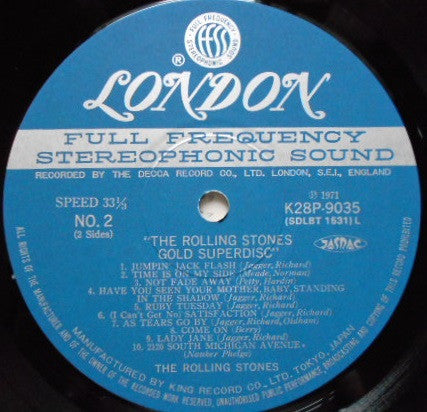 FULL FREQUENCY
STEREOPHONIC SOUND
ffss
® LONDON
FULL FREQUENCY
STEREOPHONIC SOUND
RECORDED BY THE DECCA RECORD CO., LTD. LONDON, S.E.I., ENGLAND
SPEED 33⅓
NO. 2
(2 Sides)
℗ 1971
K28P-9035
(SDLBT 1631) L
JASRAC
"THE ROLLING STONES
GOLD SUPERDISC"
1. JUMPIN' JACK FLASH (Jagger, Richard)
2. TIME IS ON MY SIDE (Meade, Norman)
3. NOT FADE AWAY (Petty, Hardin)
4. HAVE YOU SEEN YOUR MOTHER, BABY, STANDING
IN THE SHADOW (Jagger, Richard)
5. RUBY TUESDAY (Jagger, Richard)
6. (I Can't Get No) SATISFACTION (Jagger, Richard)
7. AS TEARS GO BY (Jagger, Richard, Oldham)
8. COME ON (Berry)
9. LADY JANE (Jagger, Richard)
10. 2120 SOUTH MICHIGAN AVENUE
(Nanker Phelge)
THE ROLLING STONES
MANUFACTURED BY KING RECORD CO., LTD. TOKYO, JAPAN
ALL RIGHTS OF THE MANUFACTURER AND OF THE OWNER OF THE RECORDED WORK RESERVED. UNAUTHORISED PUBLIC PERFORMANCE, BROADCASTING AND COPYING OF THIS RECORD PROHIBITED